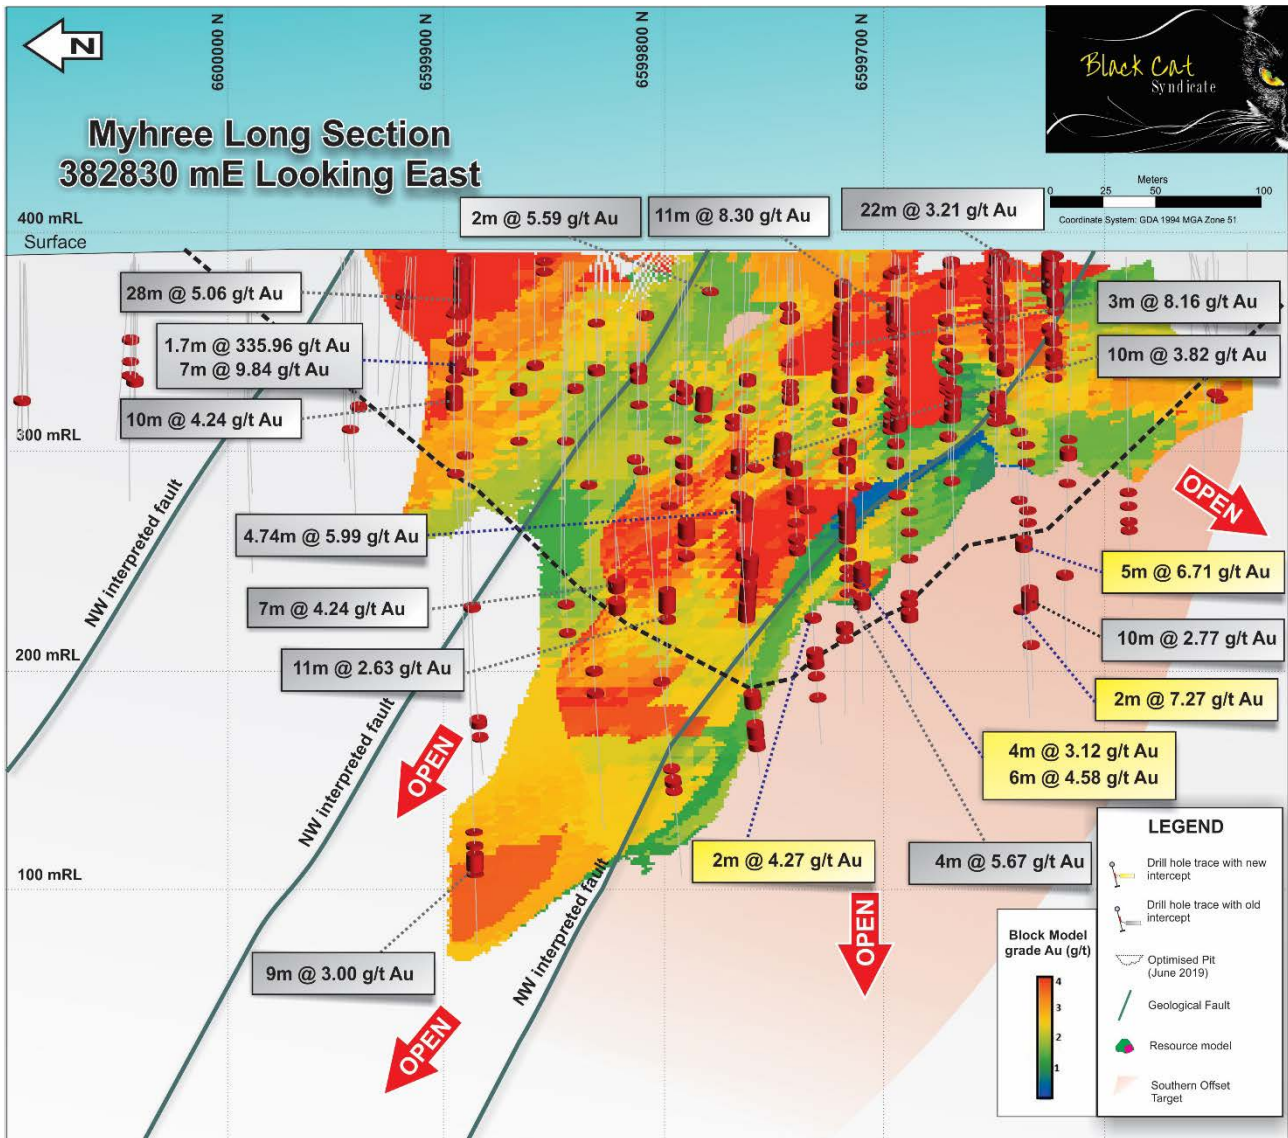 N
6600000 N
6599900 N
6599800 N
6599700 N
Black Cat
Syndicate
Myhree Long Section
382830 mE Looking East
Meters
0 25 50 100
Coordinate System: GDA 1994 MGA Zone 51
400 mRL
Surface
2m @ 5.59 g/t Au
11m @ 8.30 g/t Au
22m @ 3.21 g/t Au
28m @ 5.06 g/t Au
3m @ 8.16 g/t Au
1.7m @ 335.96 g/t Au
7m @ 9.84 g/t Au
10m @ 3.82 g/t Au
10m @ 4.24 g/t Au
300 mRL
OPEN
4.74m @ 5.99 g/t Au
5m @ 6.71 g/t Au
NW interpreted fault
7m @ 4.24 g/t Au
10m @ 2.77 g/t Au
11m @ 2.63 g/t Au
200 mRL
2m @ 7.27 g/t Au
OPEN
NW interpreted fault
4m @ 3.12 g/t Au
6m @ 4.58 g/t Au
2m @ 4.27 g/t Au
4m @ 5.67 g/t Au
100 mRL
OPEN
NW interpreted fault
9m @ 3.00 g/t Au
OPEN
Block Model
grade Au (g/t)
4
3
2
1
LEGEND
Drill hole trace with new
intercept
Drill hole trace with old
intercept
Optimised Pit
(June 2019)
Geological Fault
Resource model
Southern Offset
Target